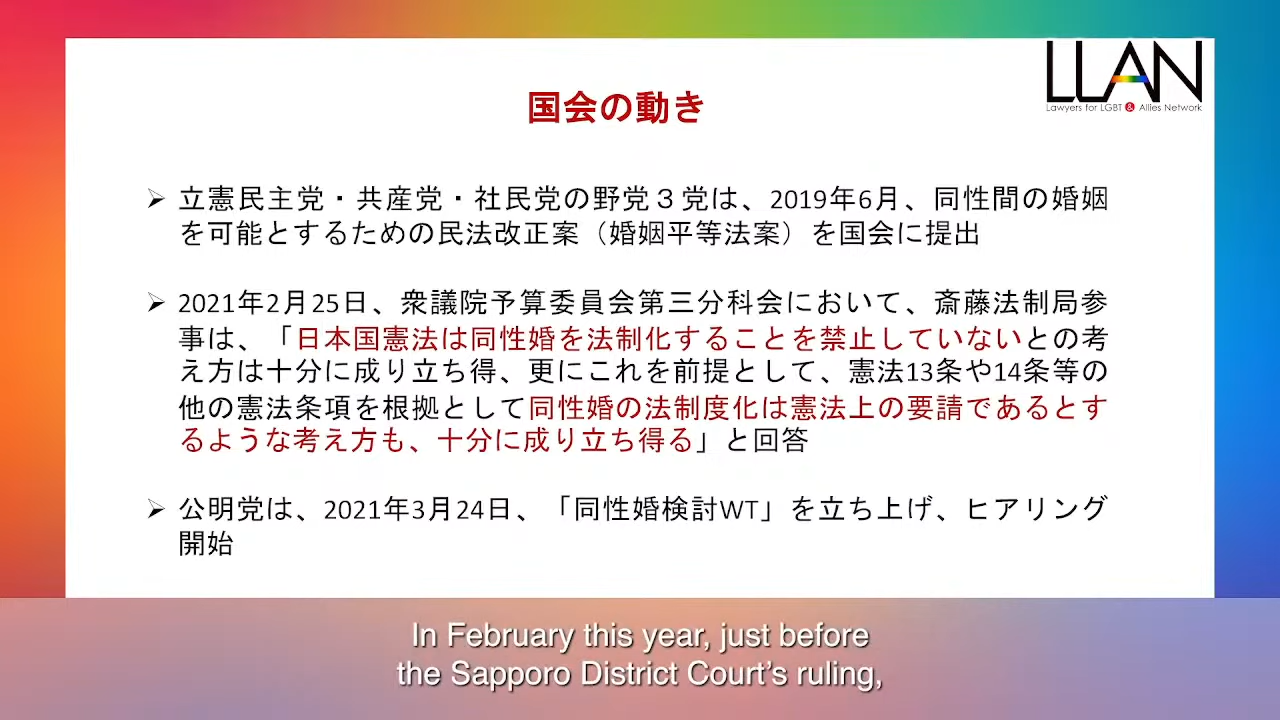 LLAN
Lawyers for LGBT & Allies Network
国会の動き
➢ 立憲民主党・共産党・社民党の野党３党は、2019年6月、同性間の婚姻
を可能とするための民法改正案（婚姻平等法案）を国会に提出
➢ 2021年2月25日、衆議院予算委員会第三分科会において、斎藤法制局参
事は、「日本国憲法は同性婚を法制化することを禁止していないとの考
え方は十分に成り立ち得、更にこれを前提として、憲法13条や14条等の
他の憲法条項を根拠として同性婚の法制度化は憲法上の要請であるとす
るような考え方も、十分に成り立ち得る」と回答
➢ 公明党は、2021年3月24日、「同性婚検討WT」を立ち上げ、ヒアリング
開始
In February this year, just before
the Sapporo District Court’s ruling,